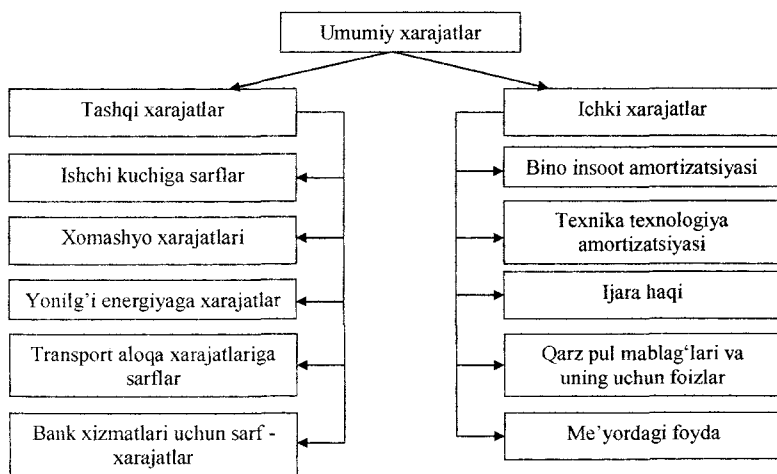 Umumiy xarajatlar
Tashqi xarajatlar
Ishchi kuchiga sarflar
Xomashyo xarajatlari
Yonilg'i energiyaga xarajatlar
Transport aloqa xarajatlariga
sarflar
Bank xizmatlari uchun sarf -
xarajatlar
Ichki xarajatlar
Bino insoot amortizatsiyasi
Texnika texnologiya
amortizatsiyasi
Ijara haqi
Qarz pul mablag‘lari va
uning uchun foizlar
Me’yordagi foyda